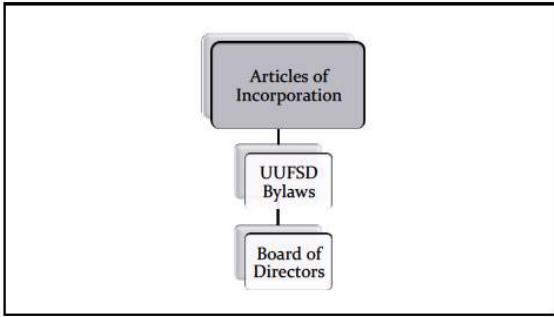 Articles of
Incorporation
UUFSD
Bylaws
Board of
Directors